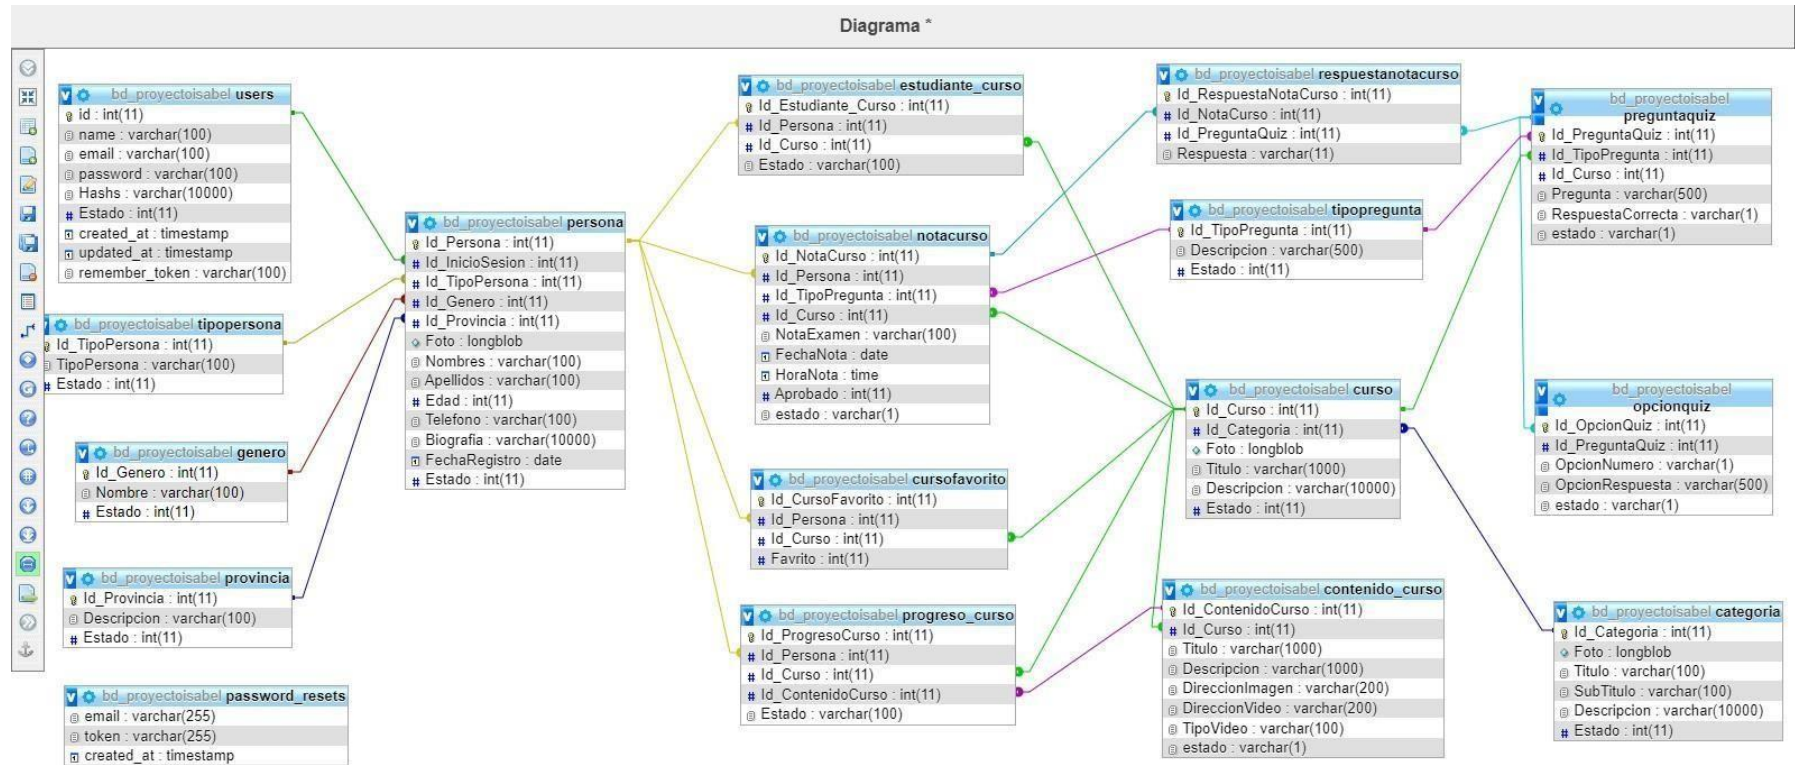 Diagrama *
bd_proyectoisabel users
id : int(11)
name : varchar(100)
email : varchar(100)
password : varchar(100)
Hashs : varchar(10000)
Estado : int(11)
created_at : timestamp
updated_at : timestamp
remember_token : varchar(100)
bd_proyectoisabel tipopersona
Id_TipoPersona : int(11)
TipoPersona : varchar(100)
Estado : int(11)
bd_proyectoisabel genero
Id_Genero : int(11)
Nombre : varchar(100)
Estado : int(11)
bd_proyectoisabel provincia
Id_Provincia : int(11)
Descripcion : varchar(100)
Estado : int(11)
bd_proyectoisabel password_resets
email : varchar(255)
token : varchar(255)
created_at : timestamp
bd_proyectoisabel persona
Id_Persona : int(11)
Id_InicioSesion : int(11)
Id_TipoPersona : int(11)
Id_Genero : int(11)
Id_Provincia : int(11)
Foto : longblob
Nombres : varchar(100)
Apellidos : varchar(100)
Edad : int(11)
Telefono : varchar(100)
Biografia : varchar(10000)
FechaRegistro : date
Estado : int(11)
bd_proyectoisabel estudiante_curso
Id_Estudiante_Curso : int(11)
Id_Persona : int(11)
Id_Curso : int(11)
Estado : varchar(100)
bd_proyectoisabel notacurso
Id_NotaCurso : int(11)
Id_Persona : int(11)
Id_TipoPregunta : int(11)
Id_Curso : int(11)
NotaExamen : varchar(100)
FechaNota : date
HoraNota : time
Aprobado : int(11)
estado : varchar(1)
bd_proyectoisabel cursofavorito
Id_CursoFavorito : int(11)
Id_Persona : int(11)
Id_Curso : int(11)
Favrito : int(11)
bd_proyectoisabel progreso_curso
Id_ProgresoCurso : int(11)
Id_Persona : int(11)
Id_Curso : int(11)
Id_ContenidoCurso : int(11)
Estado : varchar(100)
bd_proyectoisabel respuestanotacurso
Id_RespuestaNotaCurso : int(11)
Id_NotaCurso : int(11)
Id_PreguntaQuiz : int(11)
Respuesta : varchar(11)
bd_proyectoisabel tipopregunta
Id_TipoPregunta : int(11)
Descripcion : varchar(500)
Estado : int(11)
bd_proyectoisabel curso
Id_Curso : int(11)
Id_Categoria : int(11)
Foto : longblob
Titulo : varchar(1000)
Descripcion : varchar(10000)
Estado : int(11)
bd_proyectoisabel contenido_curso
Id_ContenidoCurso : int(11)
Id_Curso : int(11)
Titulo : varchar(1000)
Descripcion : varchar(1000)
DireccionImagen : varchar(200)
DireccionVideo : varchar(200)
TipoVideo : varchar(100)
estado : varchar(1)
bd_proyectoisabel
preguntaquiz
Id_PreguntaQuiz : int(11)
Id_TipoPregunta : int(11)
Id_Curso : int(11)
Pregunta : varchar(500)
RespuestaCorrecta : varchar(1)
estado : varchar(1)
bd_proyectoisabel
opcionquiz
Id_OpcionQuiz : int(11)
Id_PreguntaQuiz : int(11)
OpcionNumero : varchar(1)
OpcionRespuesta : varchar(500)
estado : varchar(1)
bd_proyectoisabel categoria
Id_Categoria : int(11)
Foto : longblob
Titulo : varchar(100)
SubTitulo : varchar(100)
Descripcion : varchar(10000)
Estado : int(11)